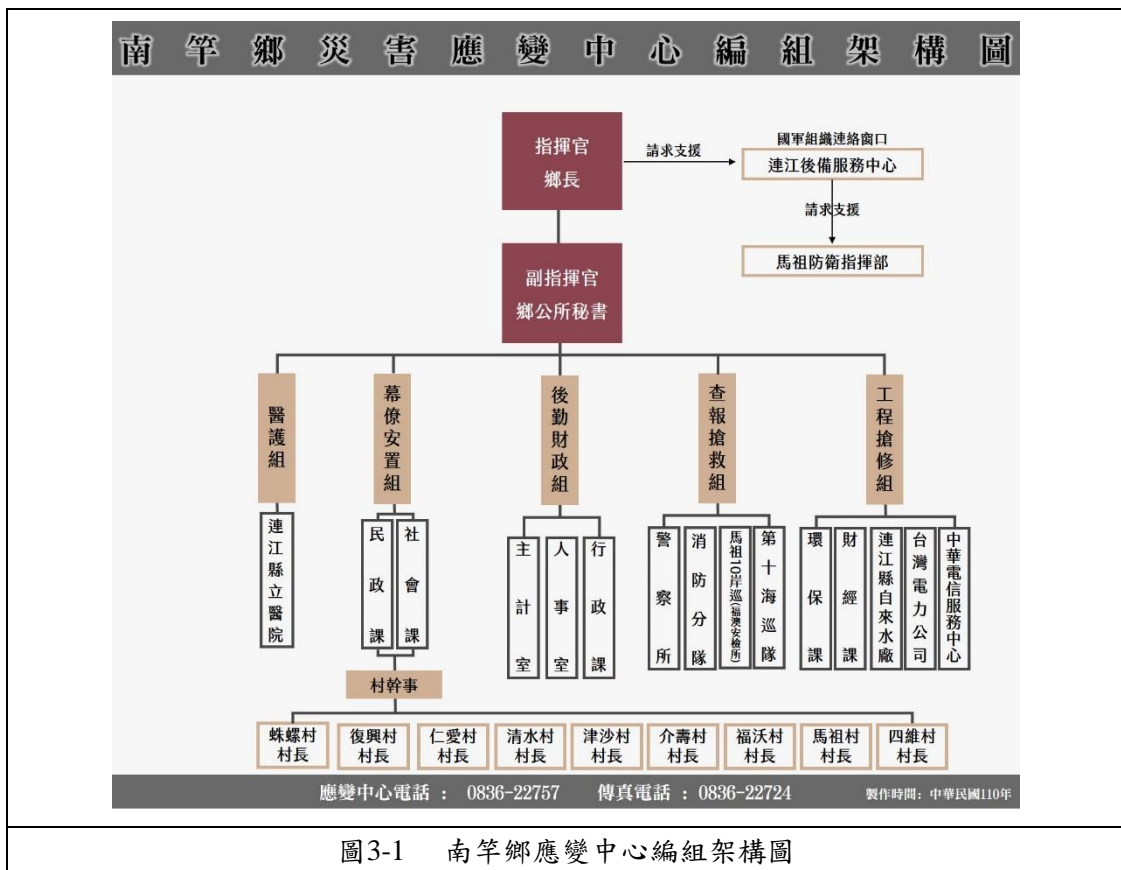 南竿鄉災害應變中心編組架構圖
指揮官
鄉長
請求支援
國軍組織連絡窗口
連江後備服務中心
請求支援
馬祖防衛指揮部
副指揮官
鄉公所秘書
醫護組
幕僚安置組
後勤財政組
查報搶救組
工程搶修組
連江縣立醫院
民政課
社會課
主計室
人事室
行政課
警察所
消防分隊
馬祖10岸巡(福澳安檢所)
第十海巡隊
環保課
財經課
連江縣自來水廠
台灣電力公司
中華電信服務中心
村幹事
蛛螺村
村長
復興村
村長
仁愛村
村長
清水村
村長
津沙村
村長
介壽村
村長
福沃村
村長
馬祖村
村長
四維村
村長
應變中心電話 : 0836-22757 傳真電話 : 0836-22724 製作時間: 中華民國110年
圖3-1 南竿鄉應變中心編組架構圖